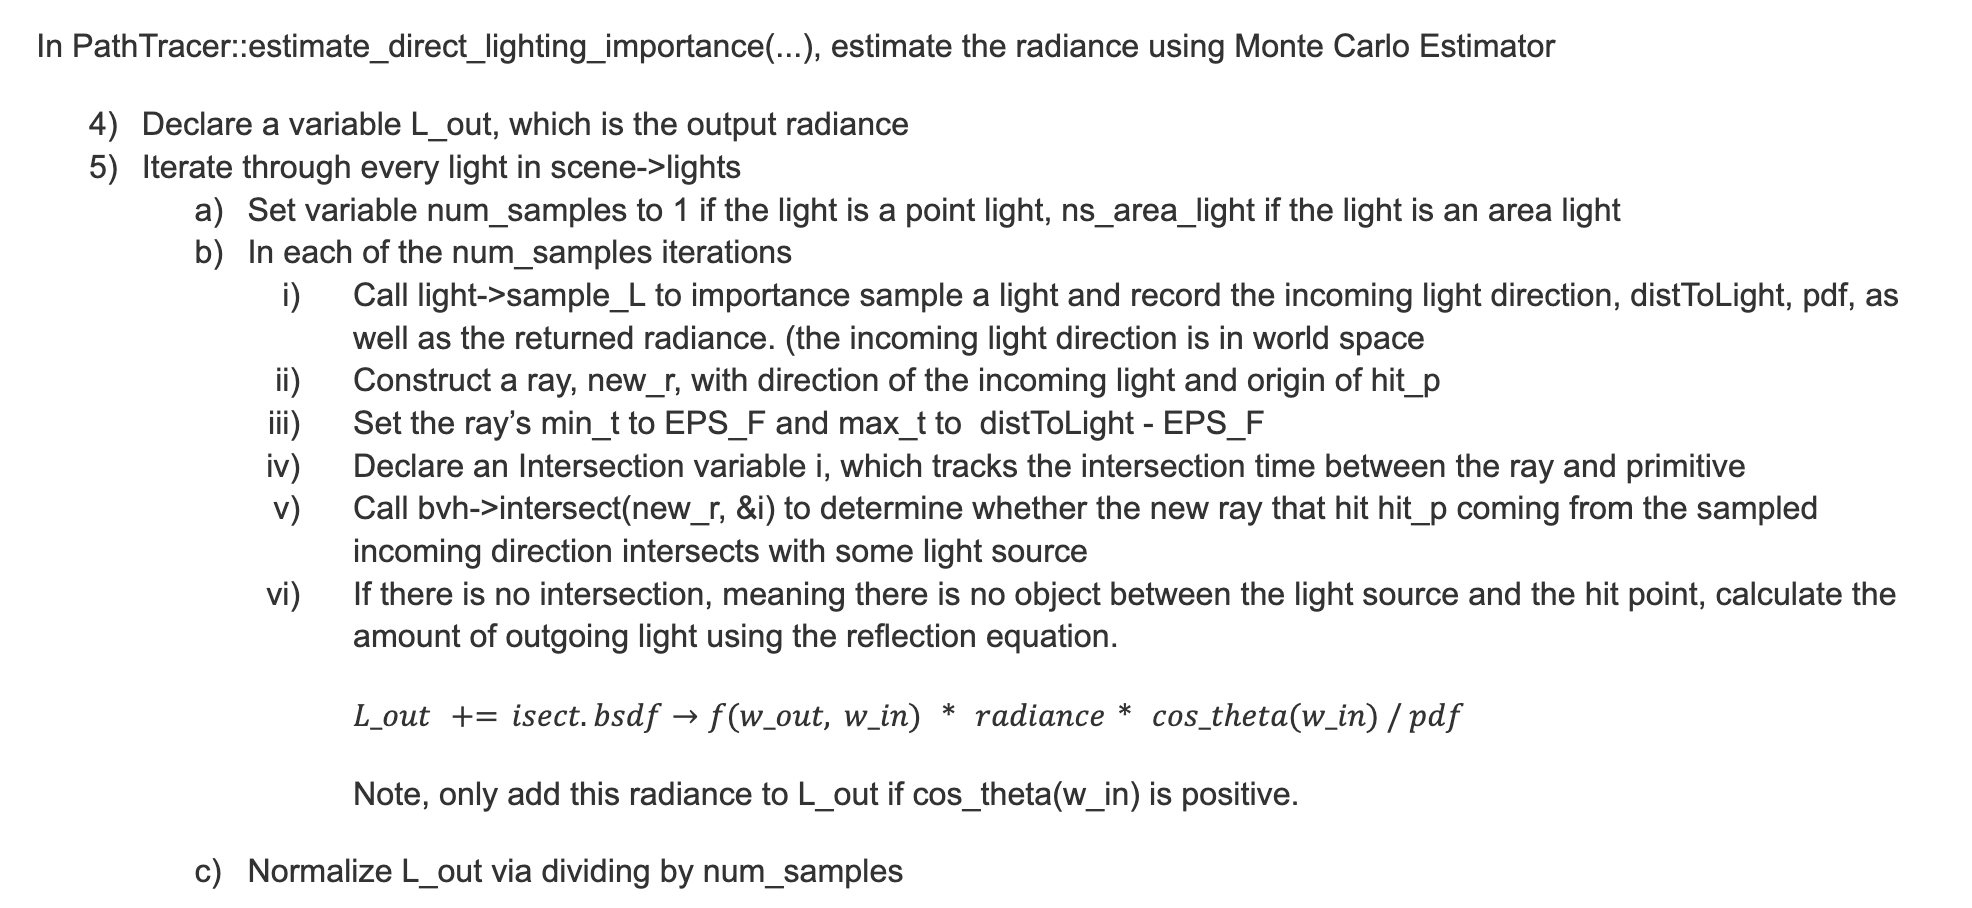 In PathTracer::estimate_direct_lighting_importance(...), estimate the radiance using Monte Carlo Estimator
4) Declare a variable L_out, which is the output radiance
5) Iterate through every light in scene->lights
a) Set variable num_samples to 1 if the light is a point light, ns_area_light if the light is an area light
b) In each of the num_samples iterations
i) Call light->sample_L to importance sample a light and record the incoming light direction, distToLight, pdf, as
well as the returned radiance. (the incoming light direction is in world space
ii) Construct a ray, new_r, with direction of the incoming light and origin of hit_p
iii) Set the ray’s min_t to EPS_F and max_t to distToLight - EPS_F
iv) Declare an Intersection variable i, which tracks the intersection time between the ray and primitive
v) Call bvh->intersect(new_r, &i) to determine whether the new ray that hit hit_p coming from the sampled
incoming direction intersects with some light source
vi) If there is no intersection, meaning there is no object between the light source and the hit point, calculate the
amount of outgoing light using the reflection equation.
L_out += isect. bsdf → f(w_out, w_in) * radiance * cos_theta(w_in) / pdf
Note, only add this radiance to L_out if cos_theta(w_in) is positive.
c) Normalize L_out via dividing by num_samples